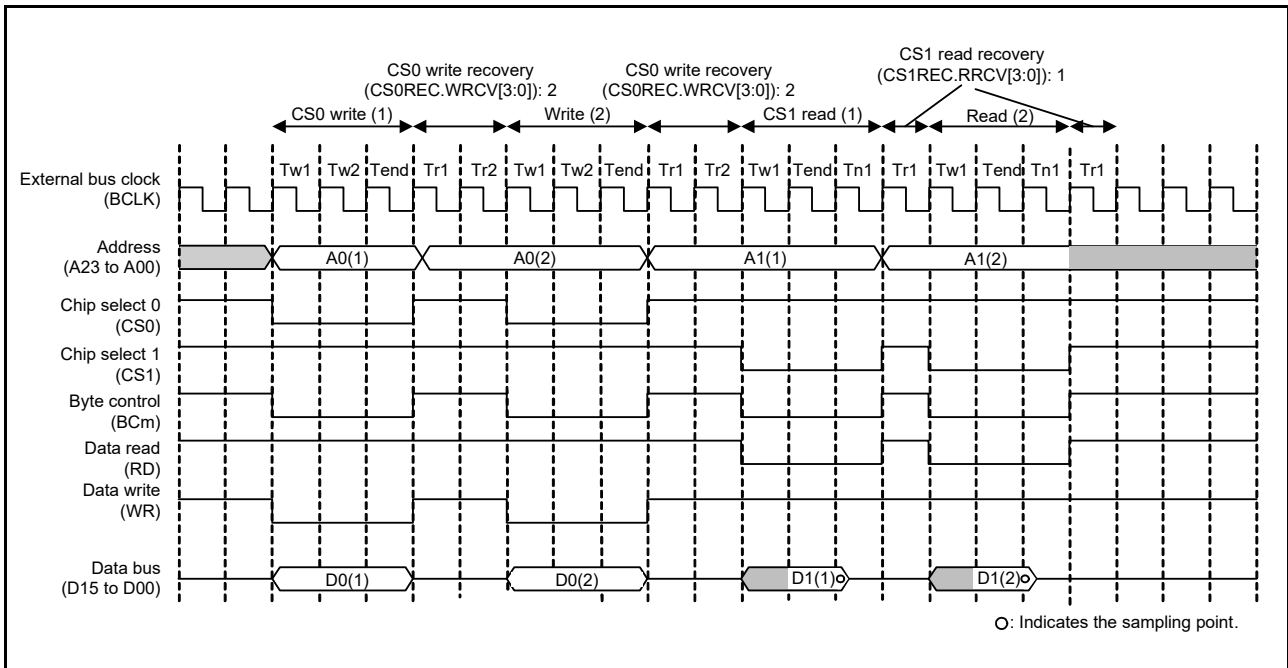 CS1 read recovery
(CS1REC.RRCV[3:0]): 1
CS0 write recovery
(CS0REC.WRCV[3:0]): 2
CS0 write recovery
(CS0REC.WRCV[3:0]): 2
CS0 write (1)
Write (2)
CS1 read (1)
Read (2)
Tw1 Tw2 Tend Tr1 Tr2 Tw1 Tw2 Tend Tr1 Tr2 Tw1 Tend Tn1 Tr1 Tw1 Tend Tn1 Tr1
External bus clock
(BCLK)
Address
(A23 to A00)
A0(1) A0(2) A1(1) A1(2)
Chip select 0
(CS0)
Chip select 1
(CS1)
Byte control
(BCm)
Data read
(RD)
Data write
(WR)
Data bus
(D15 to D00)
D0(1) D0(2) D1(1) D1(2)
: Indicates the sampling point.